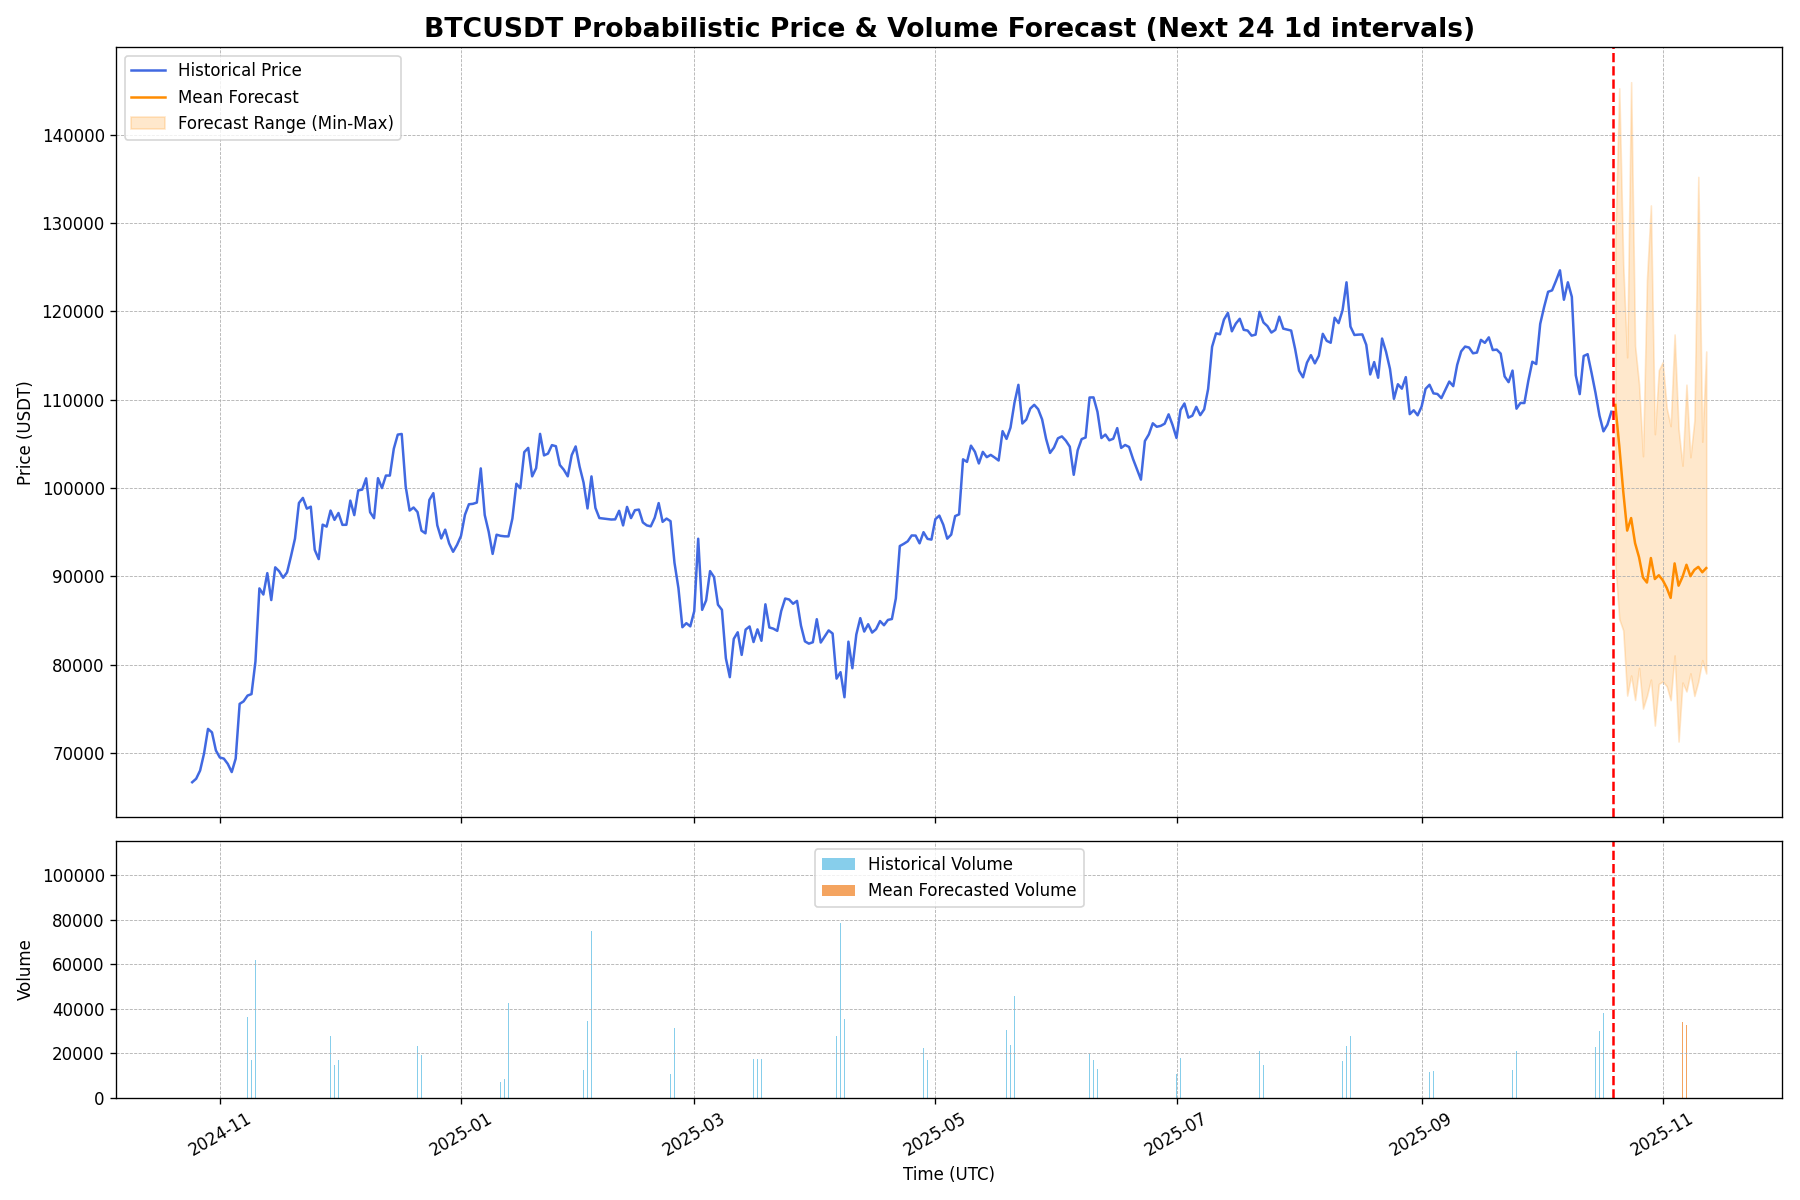 BTCUSDT Probabilistic Price & Volume Forecast (Next 24 1d intervals)
Historical Price
Mean Forecast
Forecast Range (Min-Max)
140000
130000
120000
110000
100000
90000
80000
70000
Price (USDT)
Historical Volume
Mean Forecasted Volume
100000
80000
60000
40000
20000
0
Volume
2024-11
2025-01
2025-03
2025-05
2025-07
2025-09
2025-11
Time (UTC)